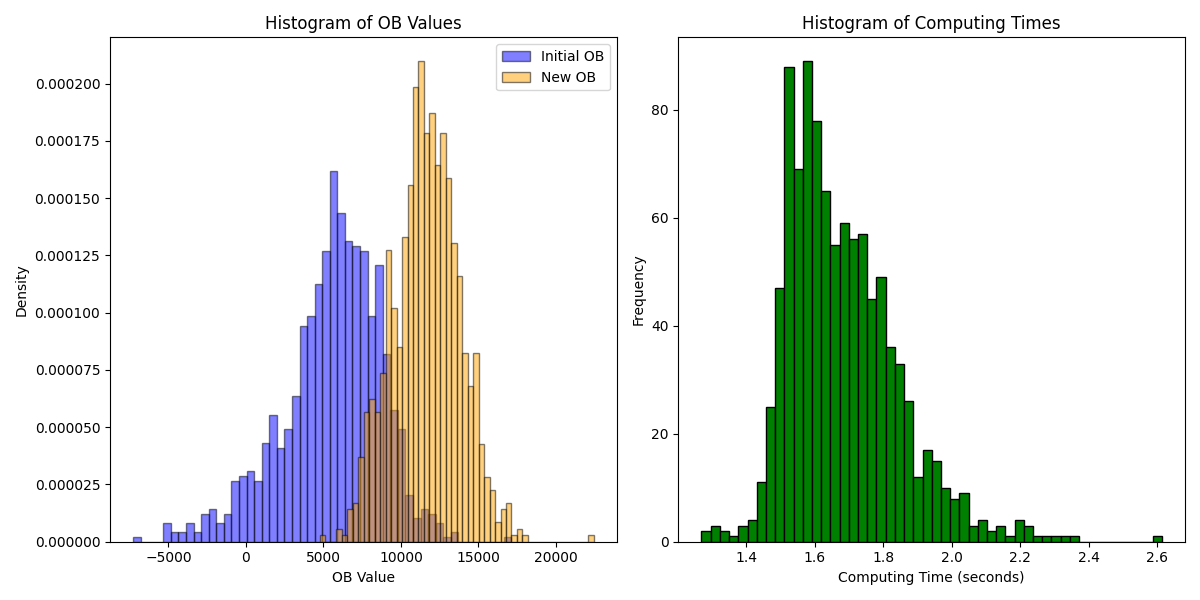 Histogram of OB Values
Initial OB
New OB
0.000200
0.000175
0.000150
0.000125
0.000100
0.000075
0.000050
0.000025
0.000000
Density
−5000 0 5000 10000 15000 20000
OB Value
Histogram of Computing Times
80
60
40
20
0
Frequency
1.4 1.6 1.8 2.0 2.2 2.4 2.6
Computing Time (seconds)